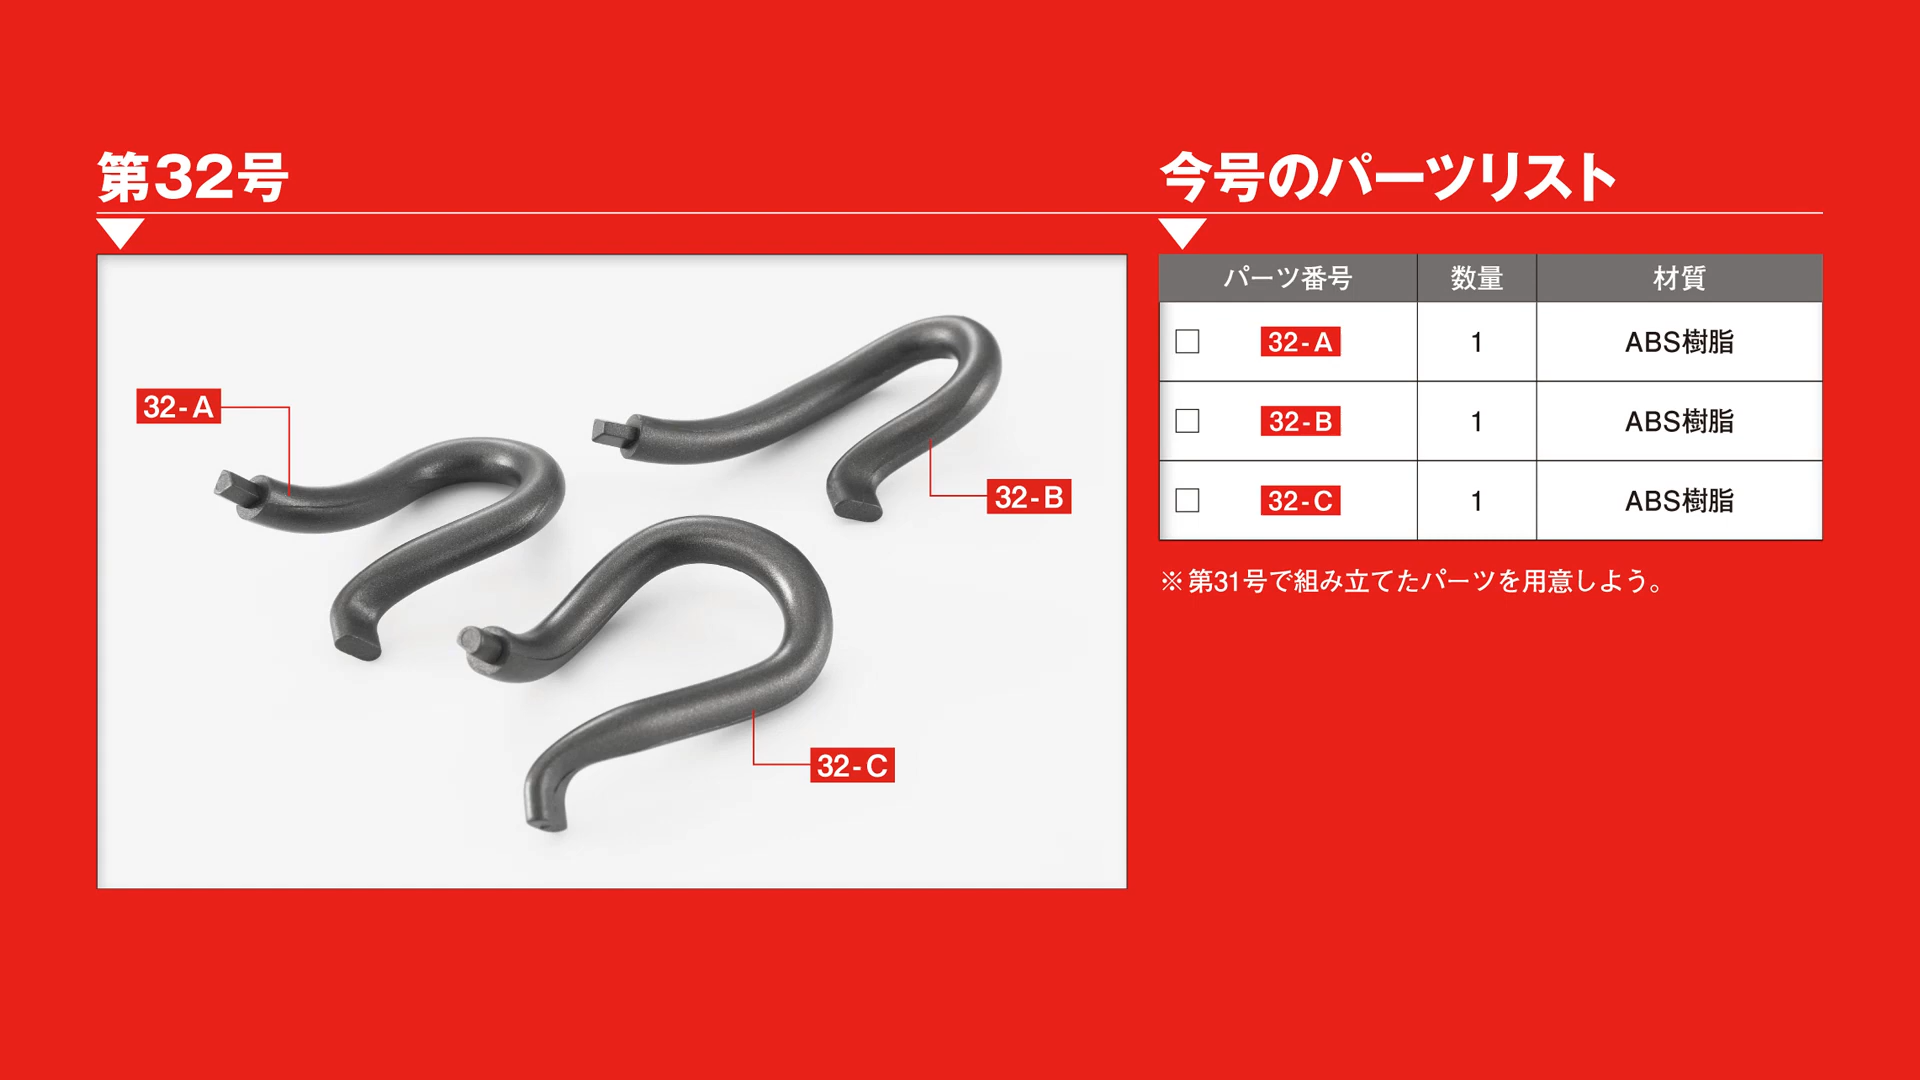 第32号
32-A
32-B
32-C
今号のパーツリスト
パーツ番号 数量 材質
□ 32-A 1 ABS樹脂
□ 32-B 1 ABS樹脂
□ 32-C 1 ABS樹脂
※第31号で組み立てたパーツを用意しよう。